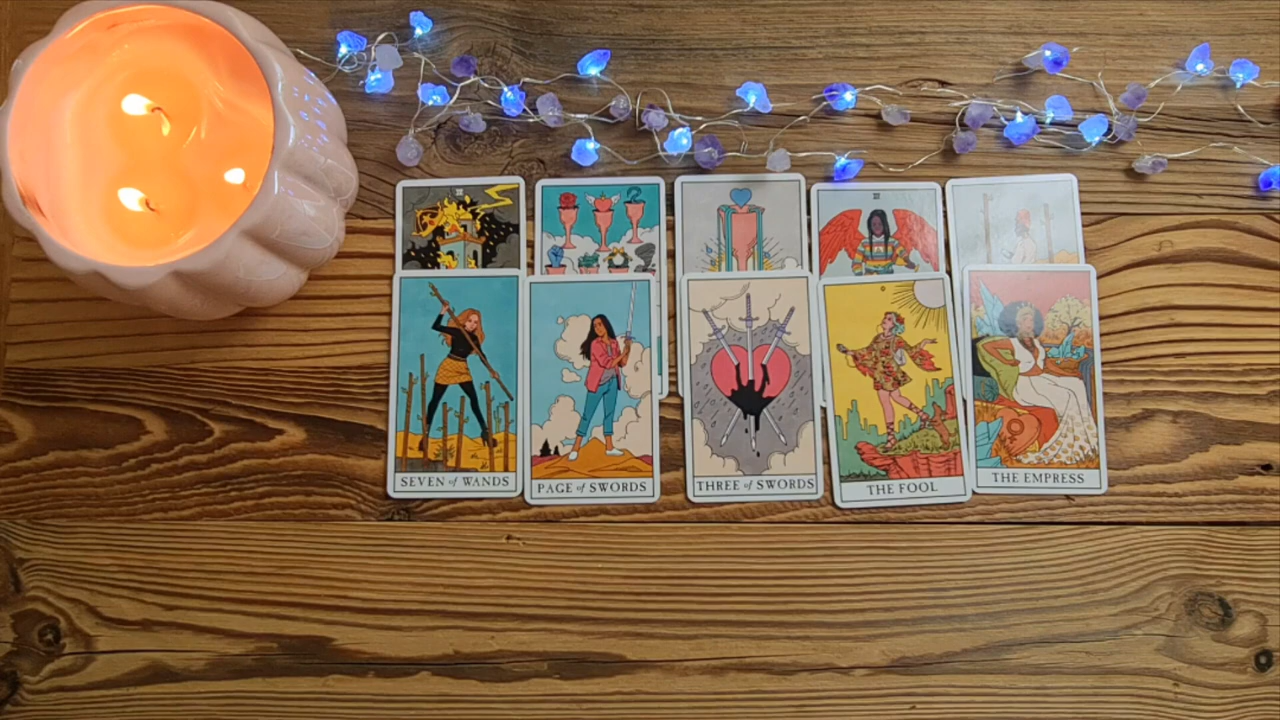 SEVEN of WANDS
PAGE of SWORDS
THREE of SWORDS
THE FOOL
THE EMPRESS